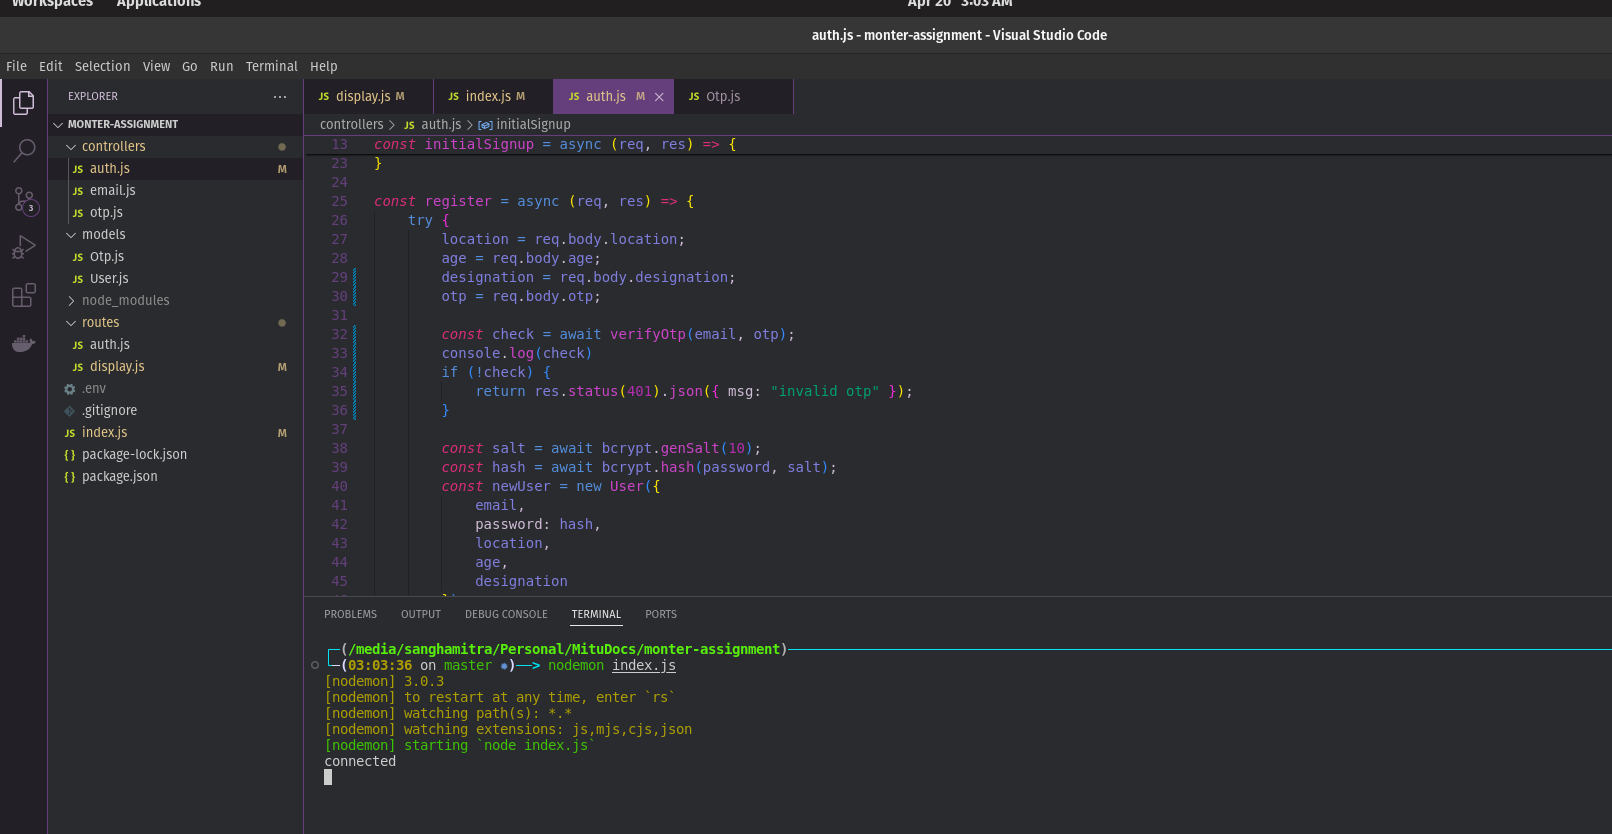 Workspaces Applications Apr 20 3:03 AM
auth.js - monter-assignment - Visual Studio Code
File Edit Selection View Go Run Terminal Help
EXPLORER ···
MONTER-ASSIGNMENT
controllers
JS auth.js M
JS email.js
JS otp.js
3
models
JS Otp.js
JS User.js
node_modules
routes
JS auth.js
JS display.js M
.env
.gitignore
JS index.js M
{} package-lock.json
{} package.json
JS display.js M JS index.js M JS auth.js M × JS Otp.js
controllers > JS auth.js > initialSignup
13 const initialSignup = async (req, res) => {
23 }
24
25 const register = async (req, res) => {
26 try {
27 location = req.body.location;
28 age = req.body.age;
29 designation = req.body.designation;
30 otp = req.body.otp;
31
32 const check = await verifyOtp(email, otp);
33 console.log(check)
34 if (!check) {
35 return res.status(401).json({ msg: "invalid otp" });
36 }
37
38 const salt = await bcrypt.genSalt(10);
39 const hash = await bcrypt.hash(password, salt);
40 const newUser = new User({
41 email,
42 password: hash,
43 location,
44 age,
45 designation
PROBLEMS OUTPUT DEBUG CONSOLE TERMINAL PORTS
┌─(/media/sanghamitra/Personal/MituDocs/monter-assignment)─
└─(03:03:36 on master ✹)──> nodemon index.js
[nodemon] 3.0.3
[nodemon] to restart at any time, enter `rs`
[nodemon] watching path(s): *.*
[nodemon] watching extensions: js,mjs,cjs,json
[nodemon] starting `node index.js`
connected